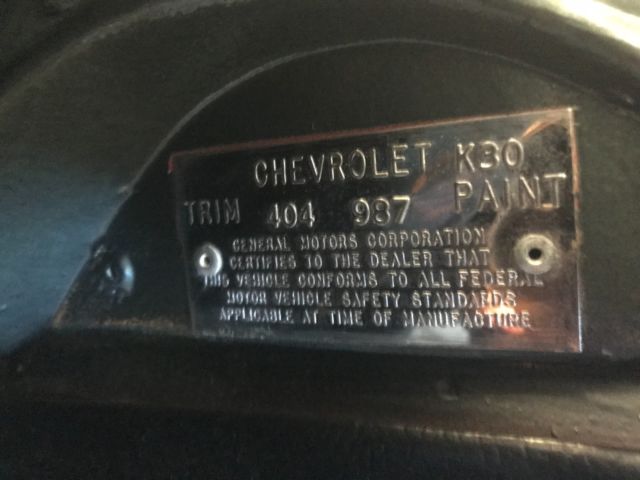 CHEVROLET K30
TRIM 404 987 PAINT
GENERAL MOTORS CORPORATION
CERTIFIES TO THE DEALER THAT
THIS VEHICLE CONFORMS TO ALL FEDERAL
MOTOR VEHICLE SAFETY STANDARDS
APPLICABLE AT TIME OF MANUFACTURE